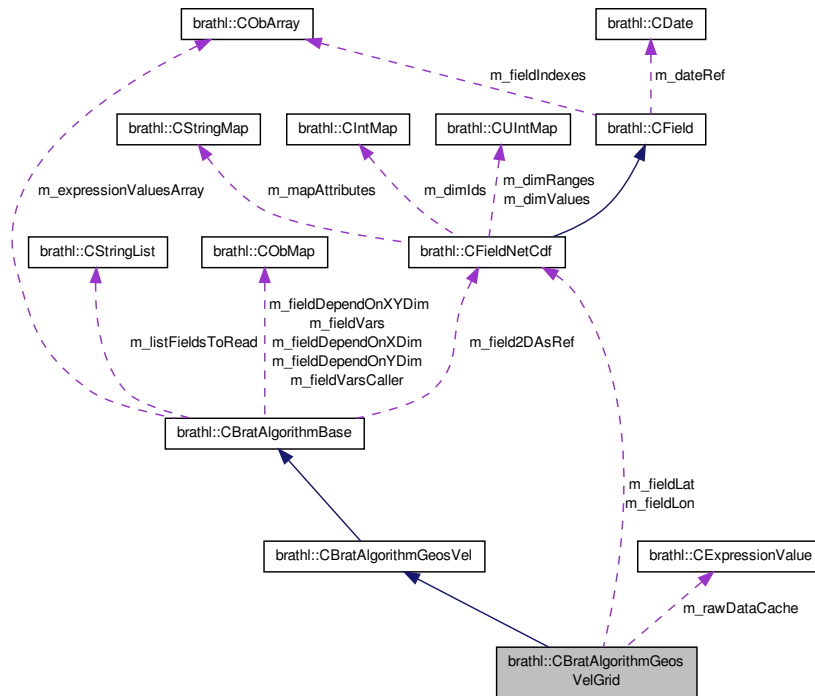 brathl::CObArray
brathl::CDate
m_fieldIndexes
m_dateRef
brathl::CStringMap
brathl::CIntMap
brathl::CUIntMap
brathl::CField
m_expressionValuesArray
m_mapAttributes
m_dimIds
m_dimRanges
m_dimValues
brathl::CStringList
brathl::CObMap
brathl::CFieldNetCdf
m_listFieldsToRead
m_fieldDependOnXYDim
m_fieldVars
m_fieldDependOnXDim
m_fieldDependOnYDim
m_fieldVarsCaller
m_field2DAsRef
brathl::CBratAlgorithmBase
m_fieldLat
m_fieldLon
brathl::CBratAlgorithmGeosVel
brathl::CExpressionValue
m_rawDataCache
brathl::CBratAlgorithmGeos
VelGrid